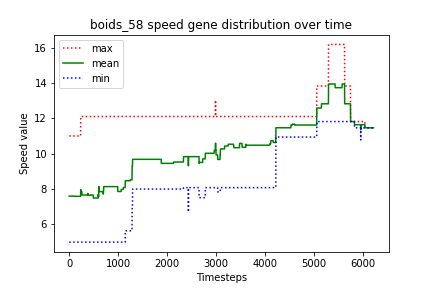 boids_58 speed gene distribution over time
max
mean
min
Speed value
16
14
12
10
8
6
0
1000
2000
3000
4000
5000
6000
Timesteps